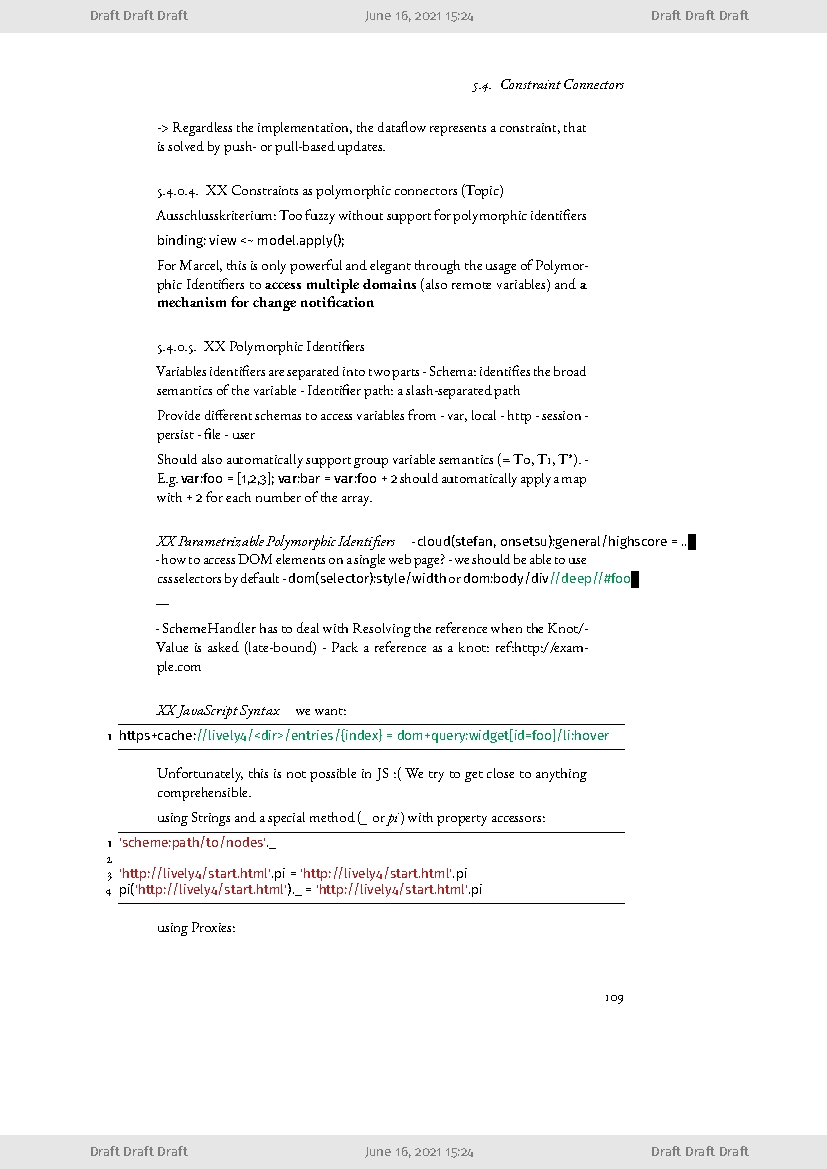 Draft Draft Draft June 16, 2021 15:24 Draft Draft Draft
5.4. Constraint Connectors
-> Regardless the implementation, the dataflow represents a constraint, that
is solved by push- or pull-based updates.
5.4.0.4. XX Constraints as polymorphic connectors (Topic)
Ausschlusskriterium: Too fuzzy without support for polymorphic identifiers
binding: view <~ model.apply();
For Marcel, this is only powerful and elegant through the usage of Polymor-
phic Identifiers to access multiple domains (also remote variables) and a
mechanism for change notification
5.4.0.5. XX Polymorphic Identifiers
Variables identifiers are separated into two parts - Schema: identifies the broad
semantics of the variable - Identifier path: a slash-separated path
Provide different schemas to access variables from - var, local - http - session -
persist - file - user
Should also automatically support group variable semantics (= T0, T1, T*). -
E.g. var:foo = [1,2,3]; var:bar = var:foo + 2 should automatically apply a map
with + 2 for each number of the array.
XX Parametrizable Polymorphic Identifiers - cloud(stefan, onsetsu):general/highscore = ..
- how to access DOM elements on a single web page? - we should be able to use
cssselectors by default - dom(selector):style/width or dom:body/div//deep//#foo
—
- SchemeHandler has to deal with Resolving the reference when the Knot/-
Value is asked (late-bound) - Pack a reference as a knot: ref:http://exam-
ple.com
XX JavaScript Syntax we want:
1 https+cache://lively4/<dir>/entries/{index} = dom+query:widget[id=foo]/li:hover
Unfortunately, this is not possible in JS :( We try to get close to anything
comprehensible.
using Strings and a special method (_ or pi) with property accessors:
1 'scheme:path/to/nodes'._
2
3 'http://lively4/start.html'.pi = 'http://lively4/start.html'.pi
4 pi('http://lively4/start.html')._ = 'http://lively4/start.html'.pi
using Proxies:
109
Draft Draft Draft June 16, 2021 15:24 Draft Draft Draft